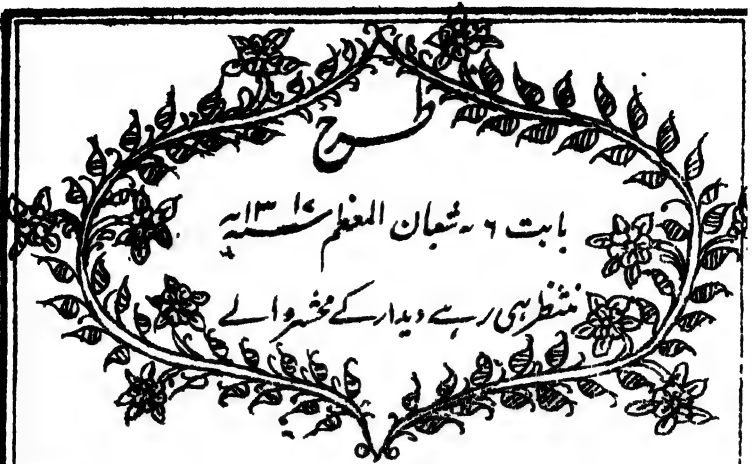 طرح
بابت ۶ ۔ شعبان المعظم ۱۳۱۷ھ
منتظر ہی رہے دیدار کے محشر والے